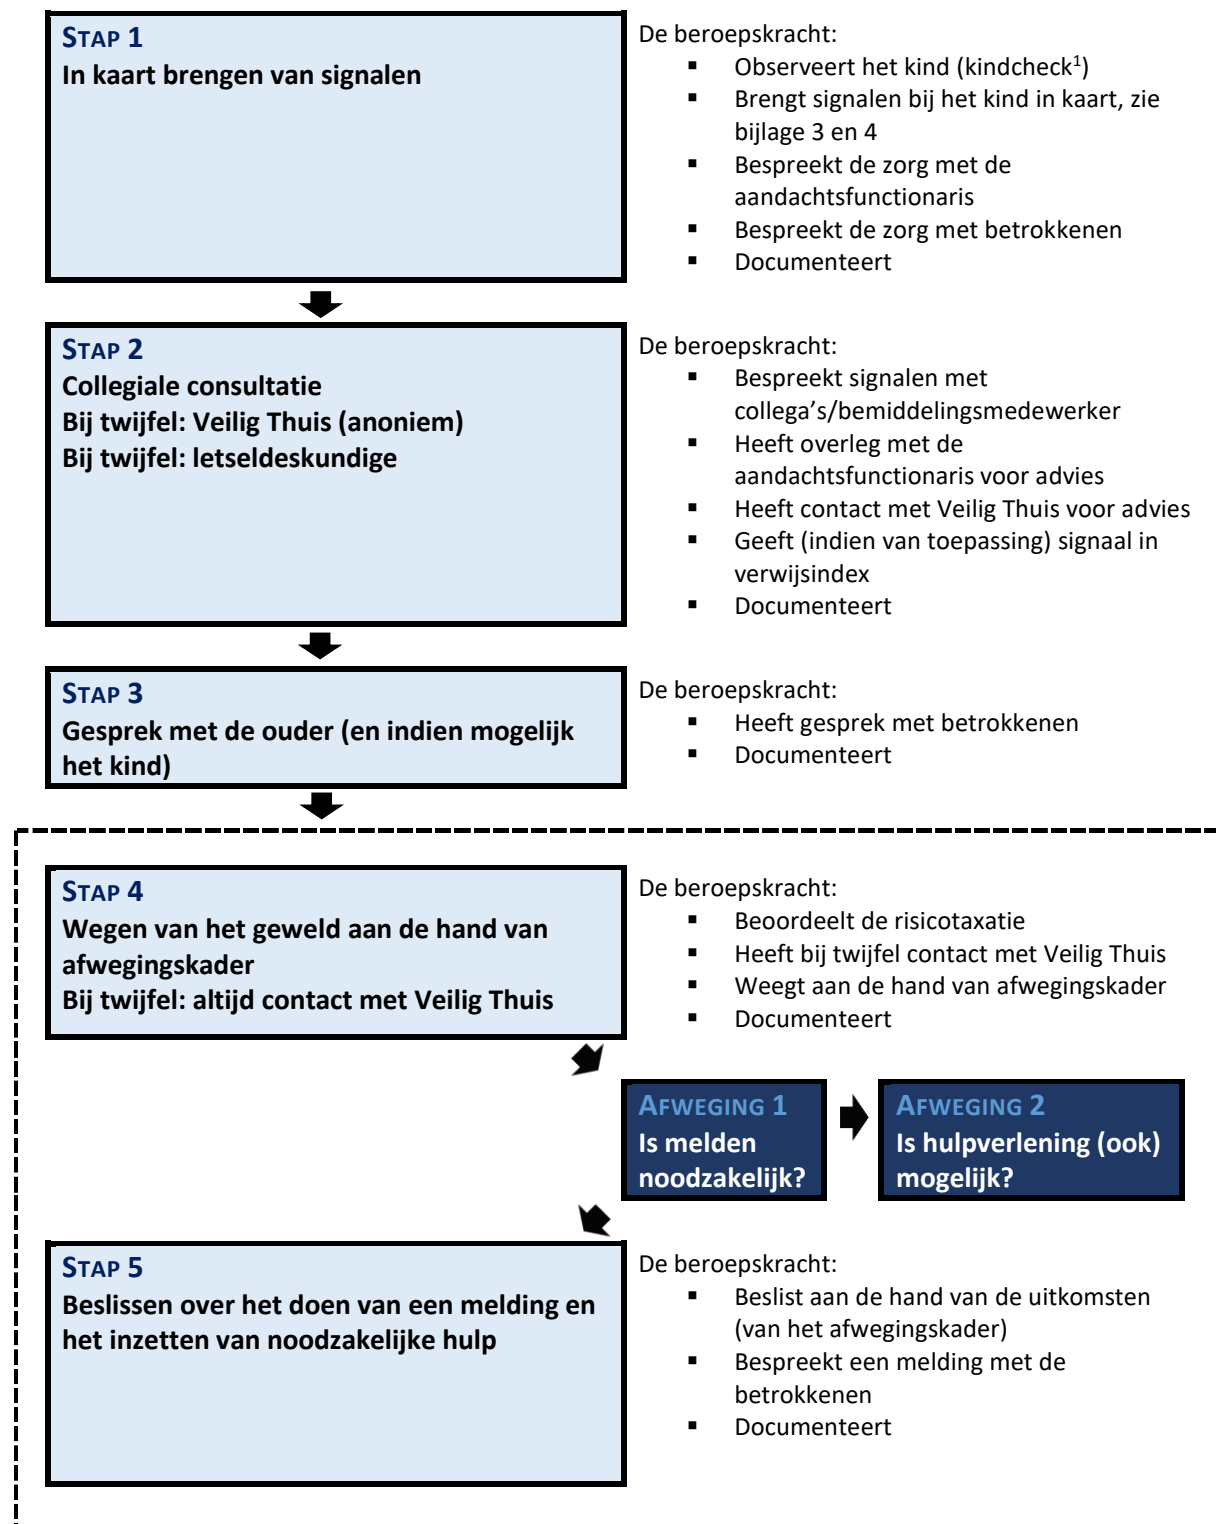 STAP 1
In kaart brengen van signalen
De beroepskracht:
▪ Observeert het kind (kindcheck¹)
▪ Brengt signalen bij het kind in kaart, zie
bijlage 3 en 4
▪ Bespreekt de zorg met de
aandachtsfunctionaris
▪ Bespreekt de zorg met betrokkenen
▪ Documenteert
STAP 2
Collegiale consultatie
Bij twijfel: Veilig Thuis (anoniem)
Bij twijfel: letseldeskundige
De beroepskracht:
▪ Bespreekt signalen met
collega’s/bemiddelingsmedewerker
▪ Heeft overleg met de
aandachtsfunctionaris voor advies
▪ Heeft contact met Veilig Thuis voor advies
▪ Geeft (indien van toepassing) signaal in
verwijsindex
▪ Documenteert
STAP 3
Gesprek met de ouder (en indien mogelijk
het kind)
De beroepskracht:
▪ Heeft gesprek met betrokkenen
▪ Documenteert
STAP 4
Wegen van het geweld aan de hand van
afwegingskader
Bij twijfel: altijd contact met Veilig Thuis
De beroepskracht:
▪ Beoordeelt de risicotaxatie
▪ Heeft bij twijfel contact met Veilig Thuis
▪ Weegt aan de hand van afwegingskader
▪ Documenteert
AFWEGING 1
Is melden
noodzakelijk?
AFWEGING 2
Is hulpverlening (ook)
mogelijk?
STAP 5
Beslissen over het doen van een melding en
het inzetten van noodzakelijke hulp
De beroepskracht:
▪ Beslist aan de hand van de uitkomsten
(van het afwegingskader)
▪ Bespreekt een melding met de
betrokkenen
▪ Documenteert